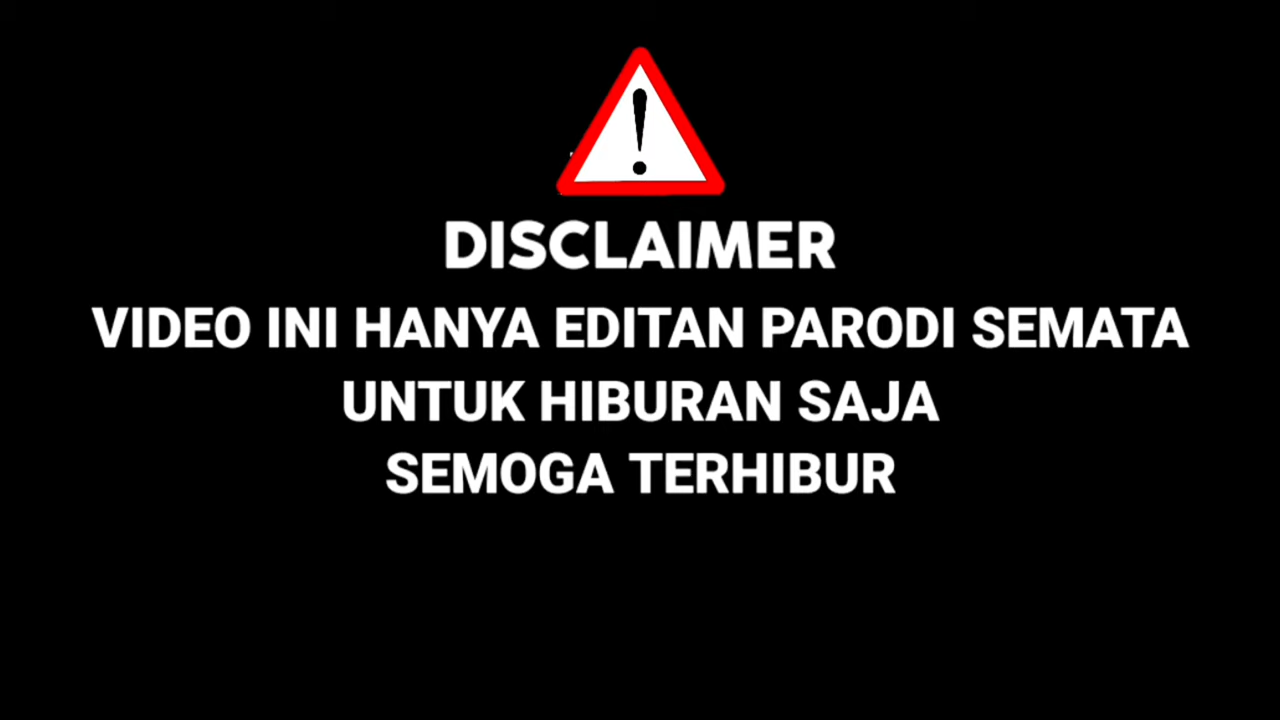 DISCLAIMER
VIDEO INI HANYA EDITAN PARODI SEMATA
UNTUK HIBURAN SAJA
SEMOGA TERHIBUR